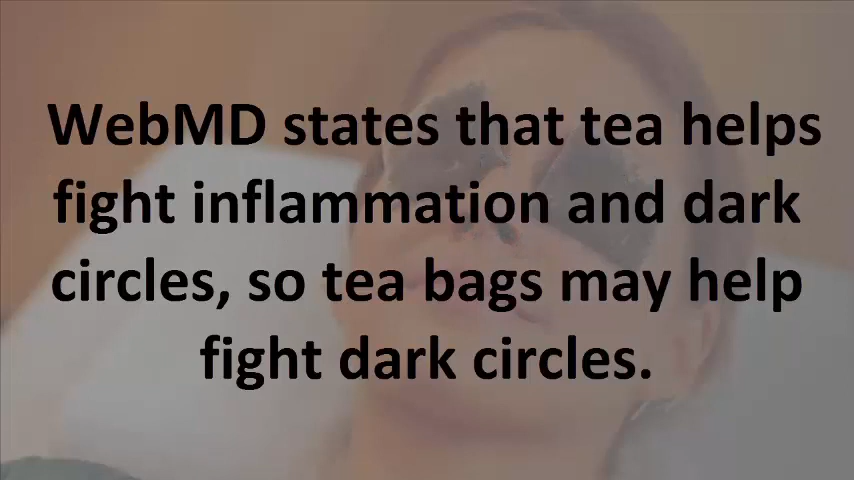 WebMD states that tea helps
fight inflammation and dark
circles, so tea bags may help
fight dark circles.